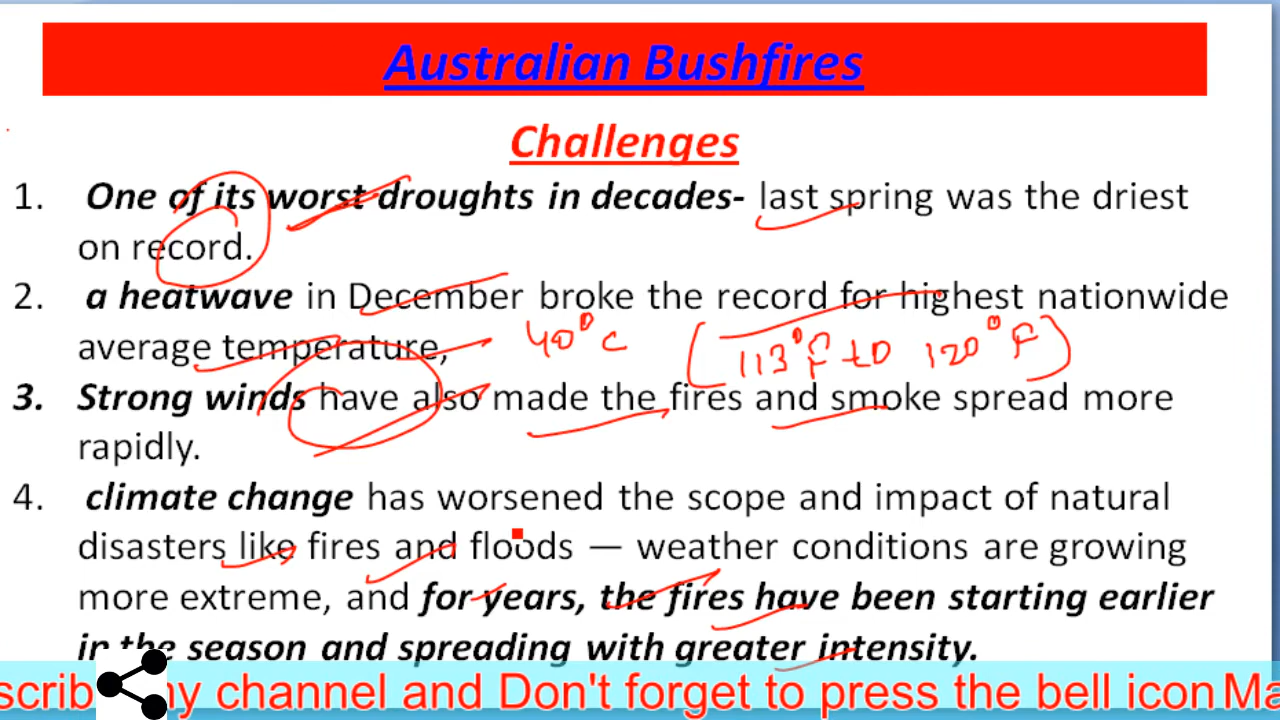 Australian Bushfires
Challenges
1. One of its worst droughts in decades- last spring was the driest
on record.
2. a heatwave in December broke the record for highest nationwide
average temperature, 40°C [113°F to 120°F]
3. Strong winds have also made the fires and smoke spread more
rapidly.
4. climate change has worsened the scope and impact of natural
disasters like fires and floods — weather conditions are growing
more extreme, and for years, the fires have been starting earlier
in the season and spreading with greater intensity.
scrib my channel and Don't forget to press the bell icon Ma